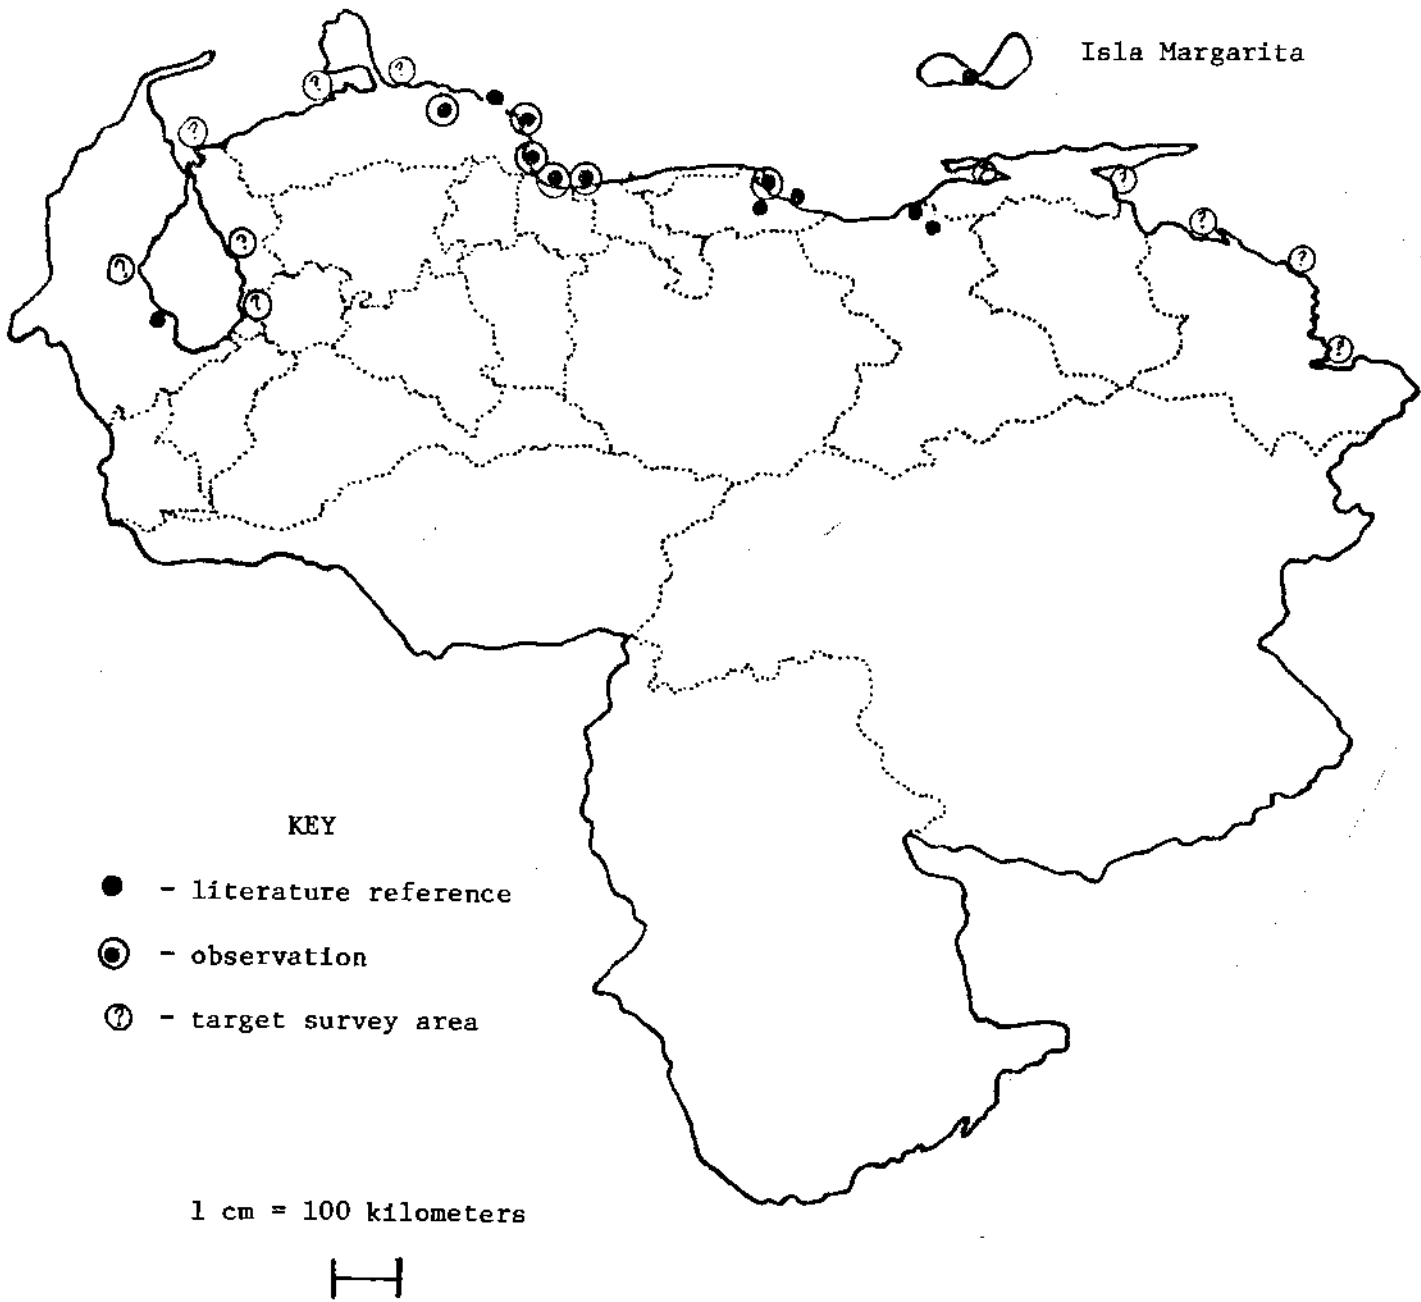 Isla Margarita
?
?
?
?
?
?
?
?
?
?
?
?
KEY
- literature reference
- observation
? - target survey area
1 cm = 100 kilometers